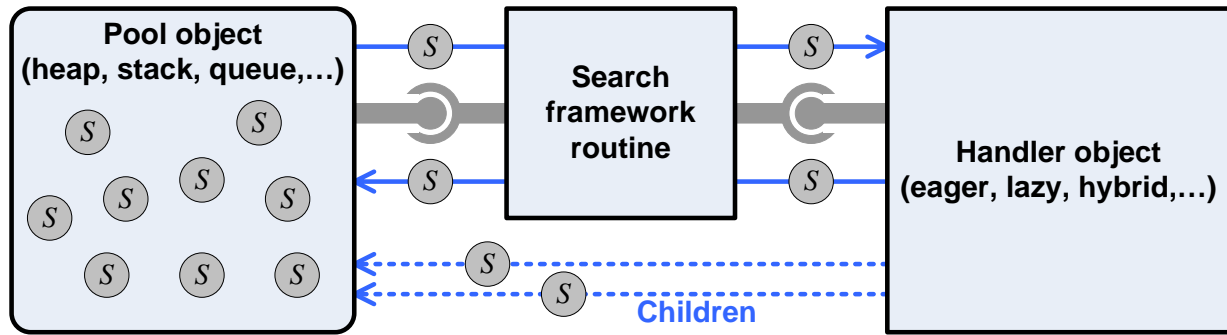 Pool object
(heap, stack, queue,…)
S
S
S
S
S
S
S
S
S
S
S
S
Search
framework
routine
S
S
Handler object
(eager, lazy, hybrid,…)
S
S
Children